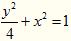 y²/4 + x² = 1